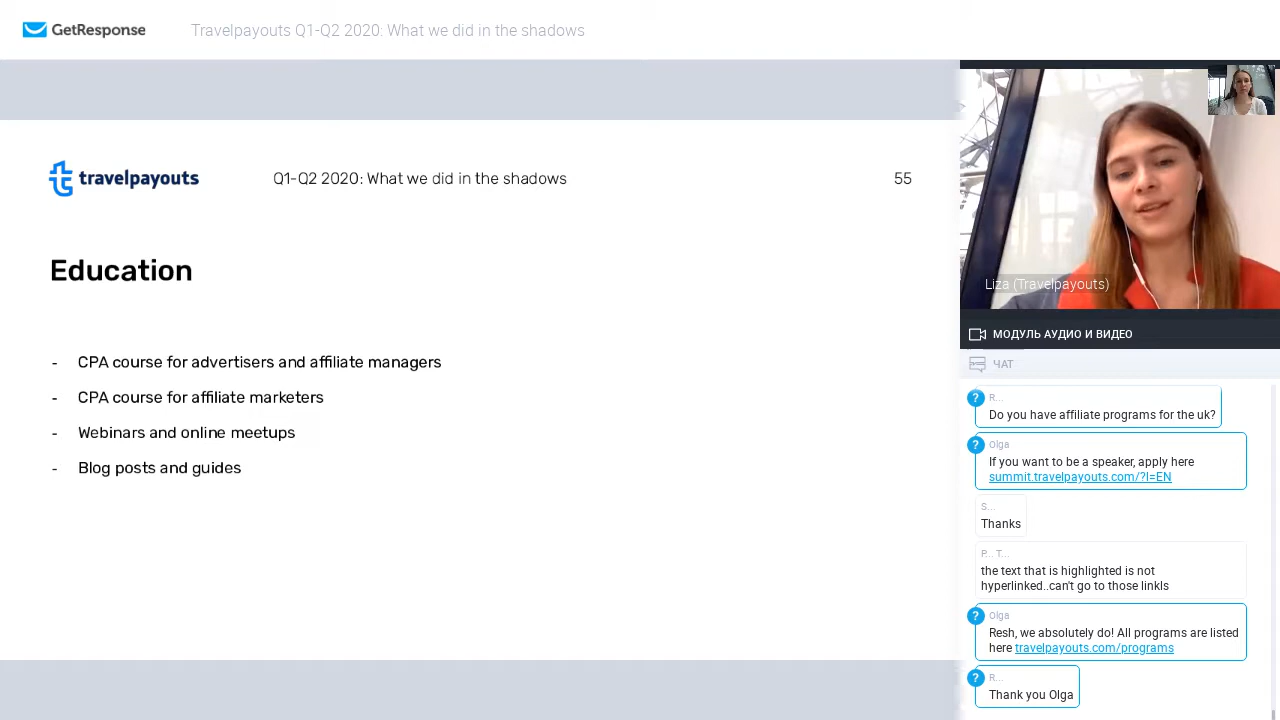 GetResponse
Travelpayouts Q1-Q2 2020: What we did in the shadows
travelpayouts
Q1-Q2 2020: What we did in the shadows
55
Education
- CPA course for advertisers and affiliate managers
- CPA course for affiliate marketers
- Webinars and online meetups
- Blog posts and guides
Liza (Travelpayouts)
МОДУЛЬ АУДИО И ВИДЕО
ЧАТ
?
R...
Do you have affiliate programs for the uk?
?
Olga
If you want to be a speaker, apply here
summit.travelpayouts.com/?l=EN
S...
Thanks
P... T...
the text that is highlighted is not
hyperlinked..can't go to those linkls
?
Olga
Resh, we absolutely do! All programs are listed
here travelpayouts.com/programs
?
R...
Thank you Olga